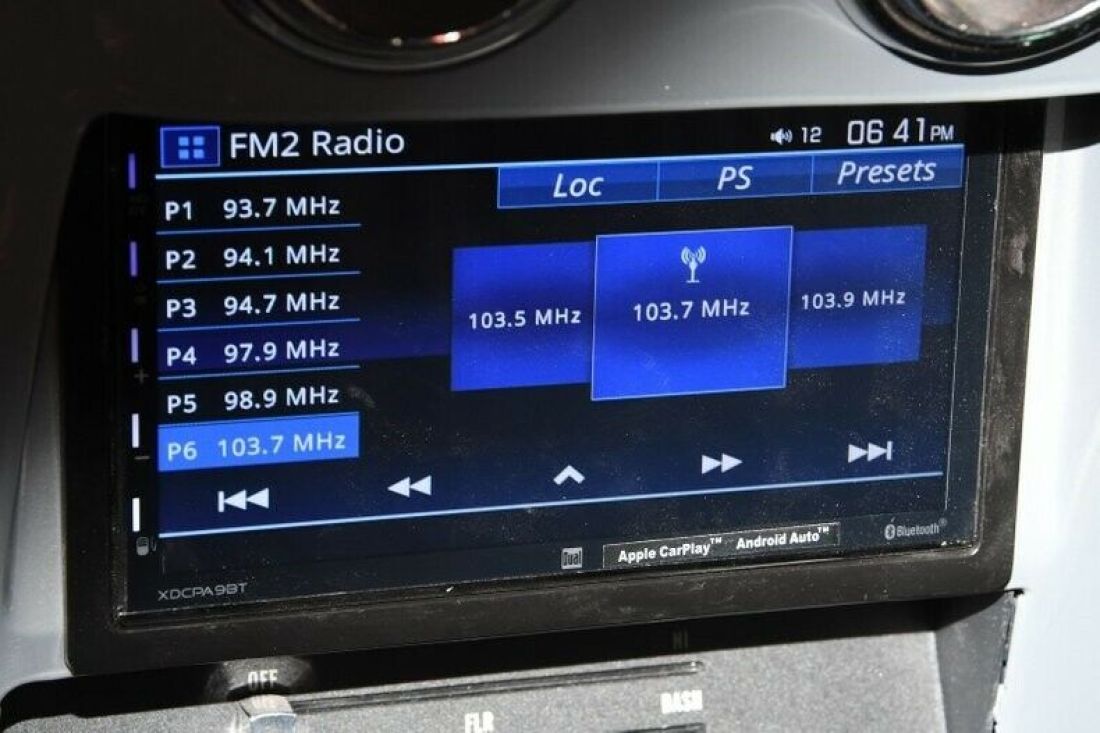 FM2 Radio 12 06 41 PM
Loc PS Presets
P1 93.7 MHz
P2 94.1 MHz
P3 94.7 MHz
P4 97.9 MHz
P5 98.9 MHz
P6 103.7 MHz
103.5 MHz 103.7 MHz 103.9 MHz
Dual Apple CarPlay™ Android Auto™ Bluetooth®
XDCPA9BT
HI
OFF
FLR DASH